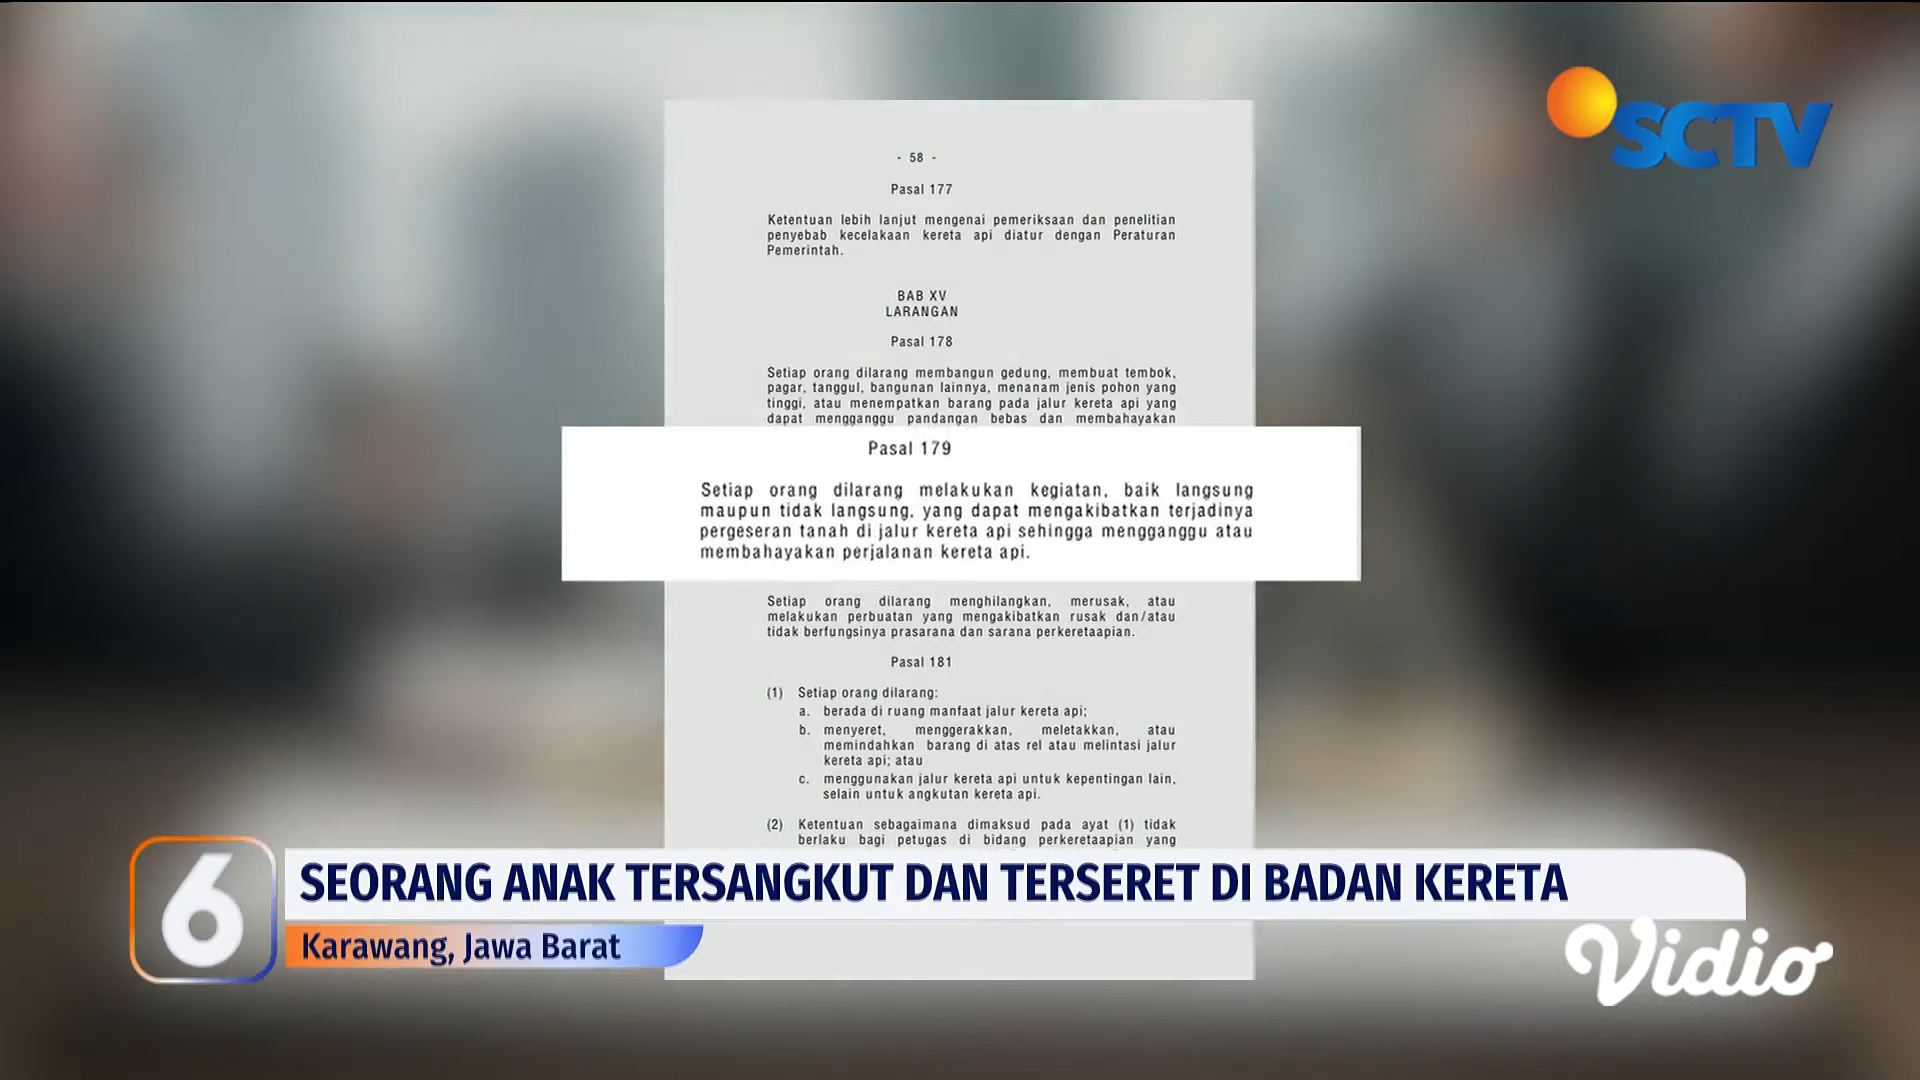 SCTV
- 58 -
Pasal 177
Ketentuan lebih lanjut mengenai pemeriksaan dan penelitian
penyebab kecelakaan kereta api diatur dengan Peraturan
Pemerintah.
BAB XV
LARANGAN
Pasal 178
Setiap orang dilarang membangun gedung, membuat tembok,
pagar, tanggul, bangunan lainnya, menanam jenis pohon yang
tinggi, atau menempatkan barang pada jalur kereta api yang
dapat mengganggu pandangan bebas dan membahayakan
Pasal 179
Setiap orang dilarang melakukan kegiatan, baik langsung
maupun tidak langsung, yang dapat mengakibatkan terjadinya
pergeseran tanah di jalur kereta api sehingga mengganggu atau
membahayakan perjalanan kereta api.
Setiap orang dilarang menghilangkan, merusak, atau
melakukan perbuatan yang mengakibatkan rusak dan/atau
tidak berfungsinya prasarana dan sarana perkeretaapian.
Pasal 181
(1) Setiap orang dilarang:
a. berada di ruang manfaat jalur kereta api;
b. menyeret, menggerakkan, meletakkan, atau
memindahkan barang di atas rel atau melintasi jalur
kereta api; atau
c. menggunakan jalur kereta api untuk kepentingan lain,
selain untuk angkutan kereta api.
(2) Ketentuan sebagaimana dimaksud pada ayat (1) tidak
berlaku bagi petugas di bidang perkeretaapian yang
6
SEORANG ANAK TERSANGKUT DAN TERSERET DI BADAN KERETA
Karawang, Jawa Barat
Vidio